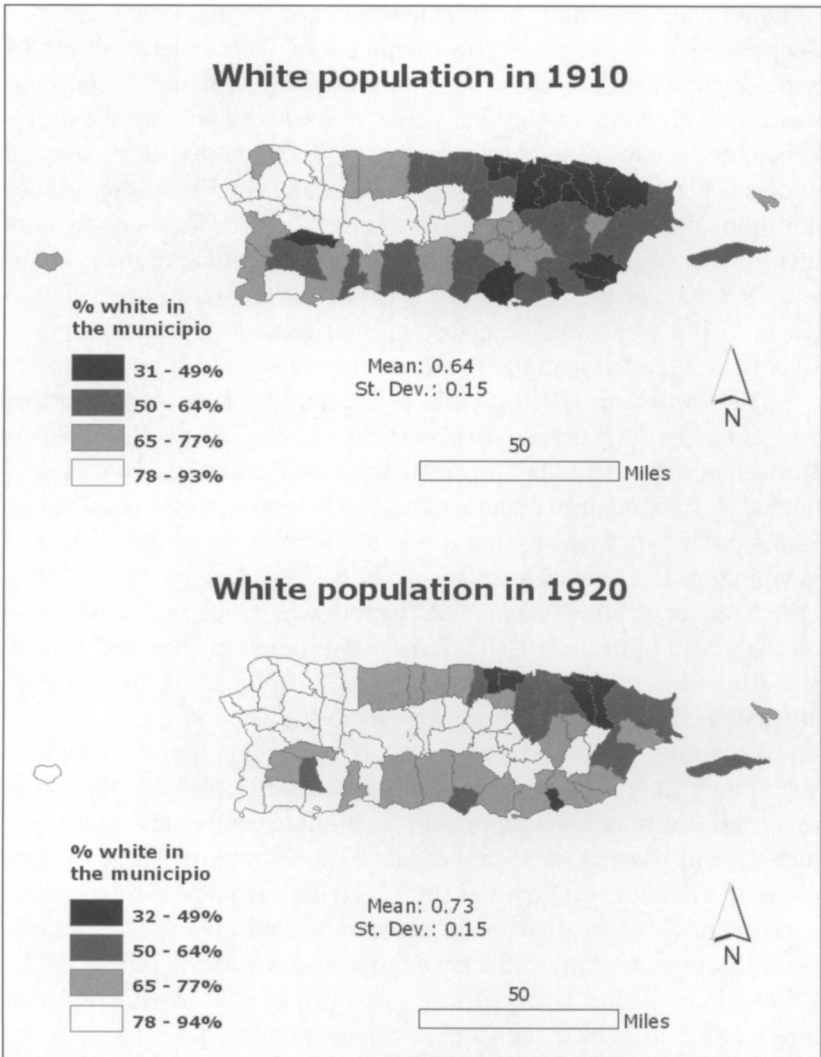 White population in 1910
% white in
the municipio
31 - 49%
50 - 64%
65 - 77%
78 - 93%
Mean: 0.64
St. Dev.: 0.15
N
50
Miles
White population in 1920
% white in
the municipio
32 - 49%
50 - 64%
65 - 77%
78 - 94%
Mean: 0.73
St. Dev.: 0.15
N
50
Miles